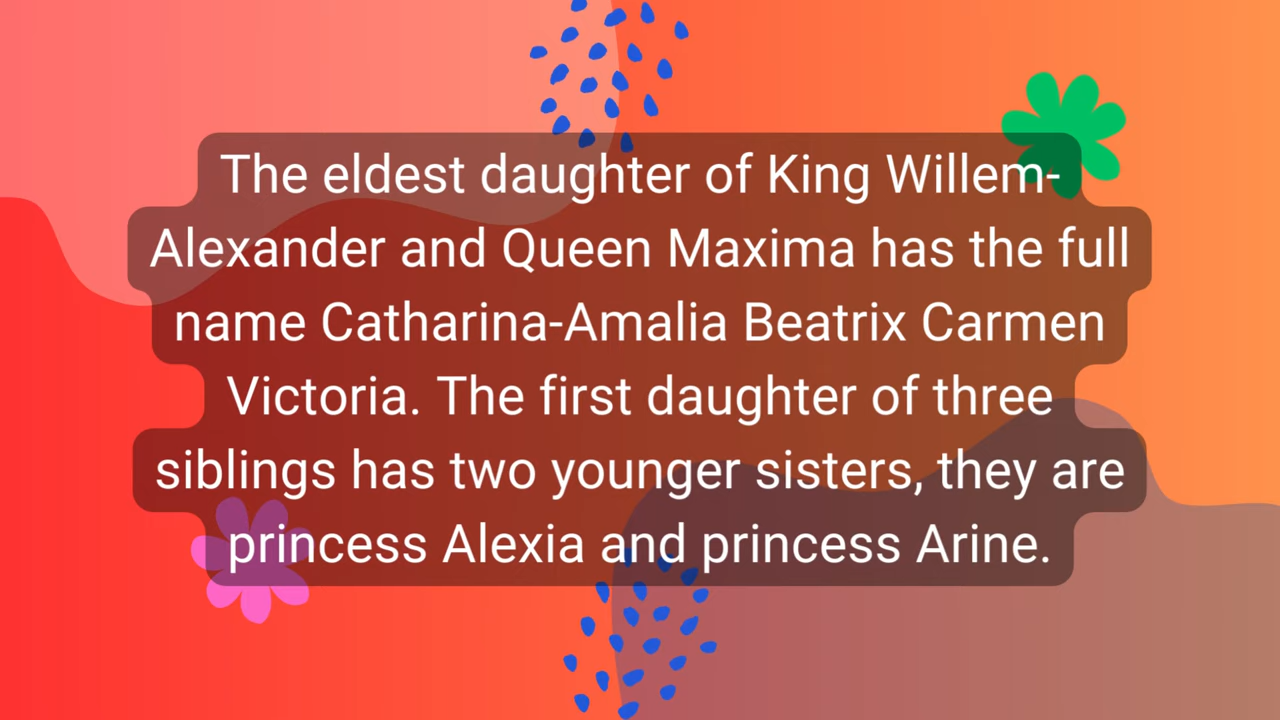 The eldest daughter of King Willem-
Alexander and Queen Maxima has the full
name Catharina-Amalia Beatrix Carmen
Victoria. The first daughter of three
siblings has two younger sisters, they are
princess Alexia and princess Arine.